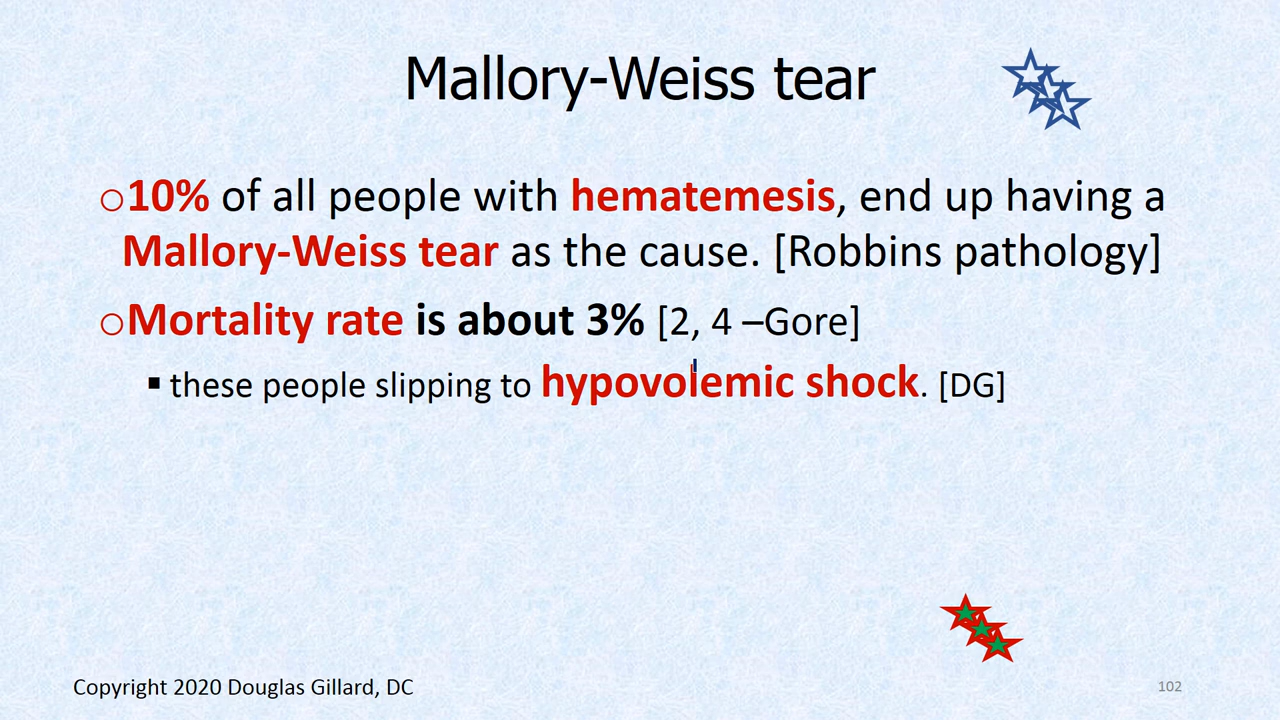 Mallory-Weiss tear
○10% of all people with hematemesis, end up having a
Mallory-Weiss tear as the cause. [Robbins pathology]
○Mortality rate is about 3% [2, 4 –Gore]
▪ these people slipping to hypovolemic shock. [DG]
Copyright 2020 Douglas Gillard, DC
102